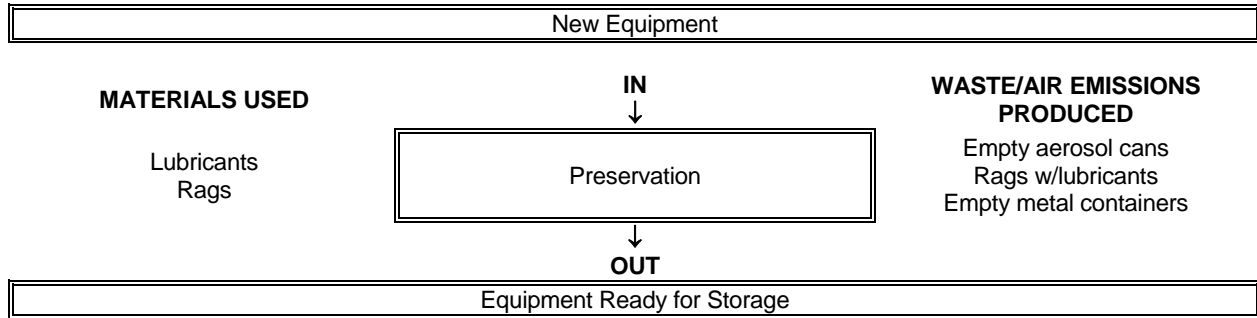 New Equipment
MATERIALS USED
Lubricants
Rags
IN
↓
Preservation
↓
OUT
WASTE/AIR EMISSIONS
PRODUCED
Empty aerosol cans
Rags w/lubricants
Empty metal containers
Equipment Ready for Storage